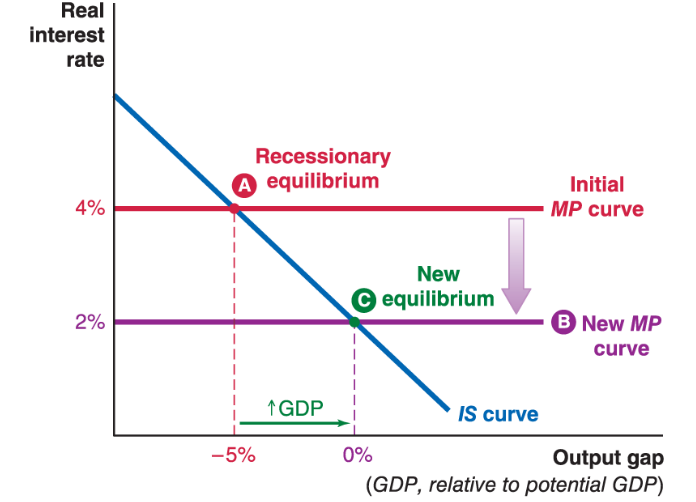 Real
interest
rate
Recessionary
A equilibrium
Initial
4%
MP curve
New
C equilibrium
2%
B New MP
curve
↑GDP
IS curve
−5%
0%
Output gap
(GDP, relative to potential GDP)